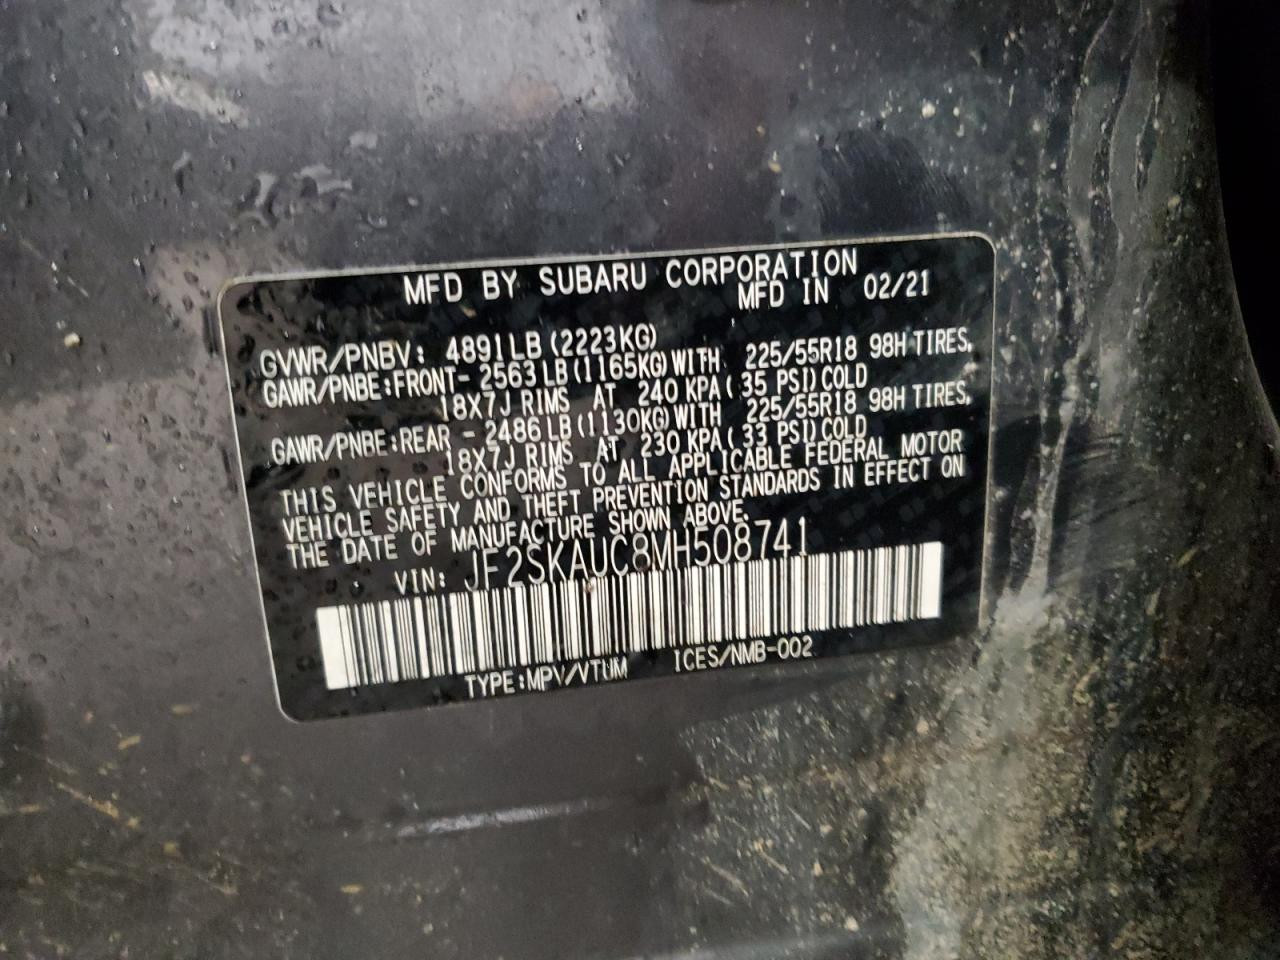 MFD BY SUBARU CORPORATION
MFD IN 02/21
GVWR/PNBV: 4891LB(2223KG)
GAWR/PNBE:FRONT-2563LB(1165KG)WITH 225/55R18 98H TIRES,
18X7J RIMS AT 240 KPA(35 PSI)COLD
GAWR/PNBE:REAR -2486LB(1130KG)WITH 225/55R18 98H TIRES,
18X7J RIMS AT 230 KPA(33 PSI)COLD
THIS VEHICLE CONFORMS TO ALL APPLICABLE FEDERAL MOTOR
VEHICLE SAFETY AND THEFT PREVENTION STANDARDS IN EFFECT ON
THE DATE OF MANUFACTURE SHOWN ABOVE.
VIN: JF2SKAUC8MH508741
TYPE:MPV/VTUM ICES/NMB-002